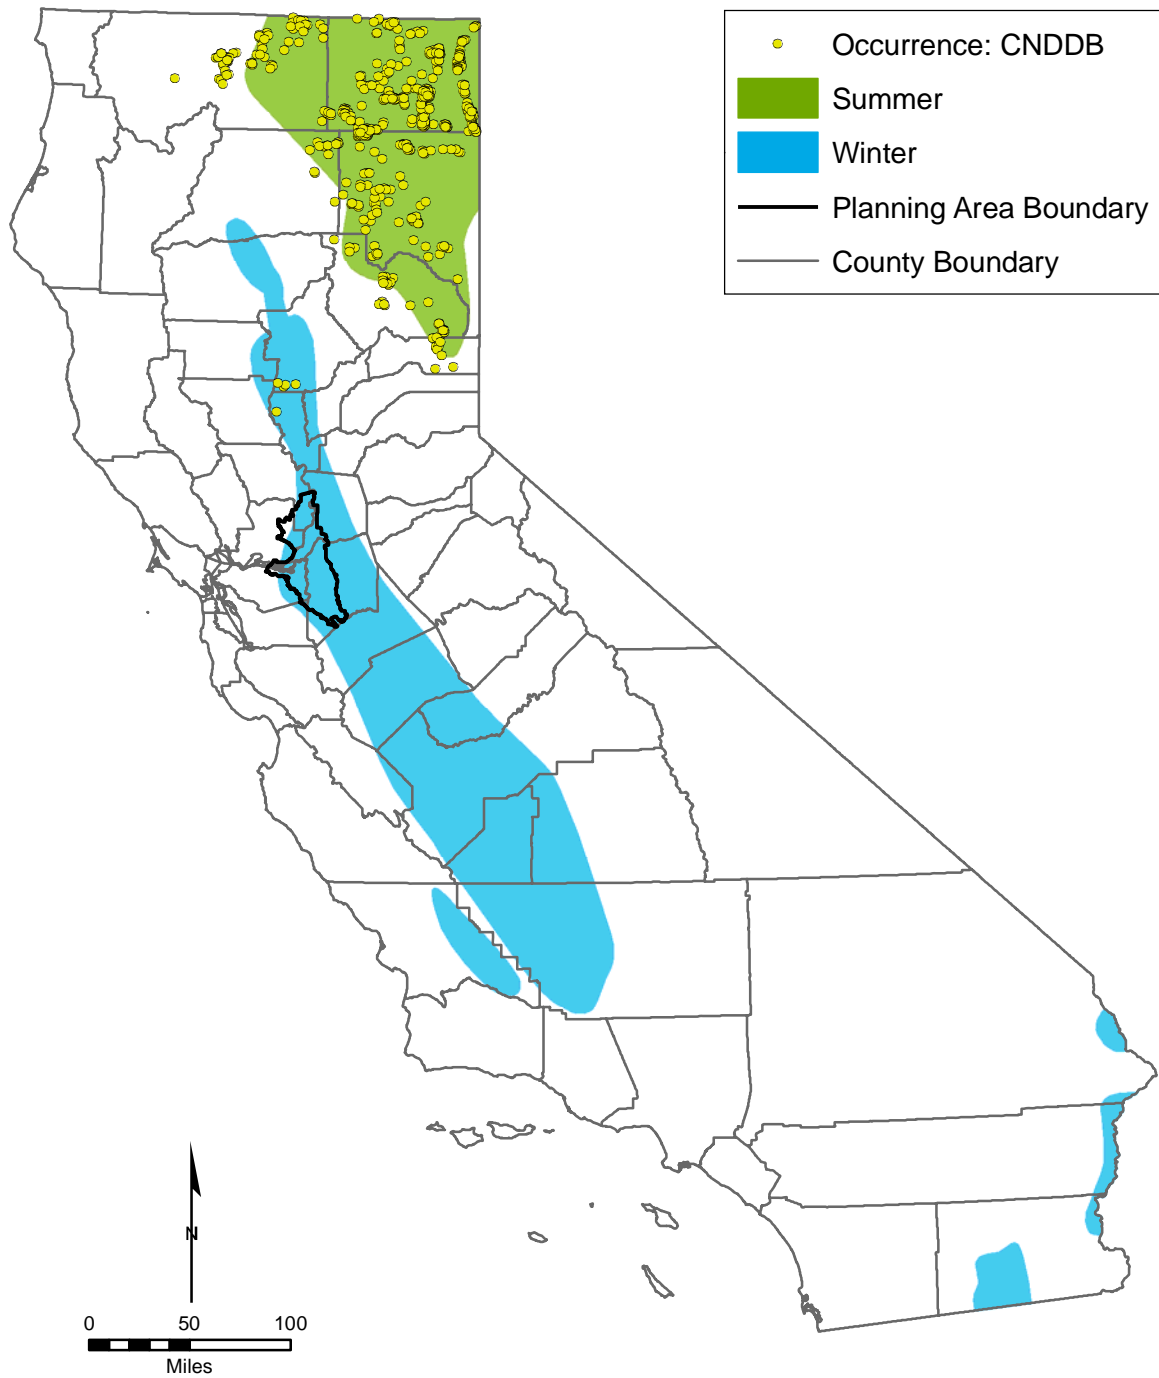 Occurrence: CNDDB
Summer
Winter
Planning Area Boundary
County Boundary
N
0 50 100
Miles